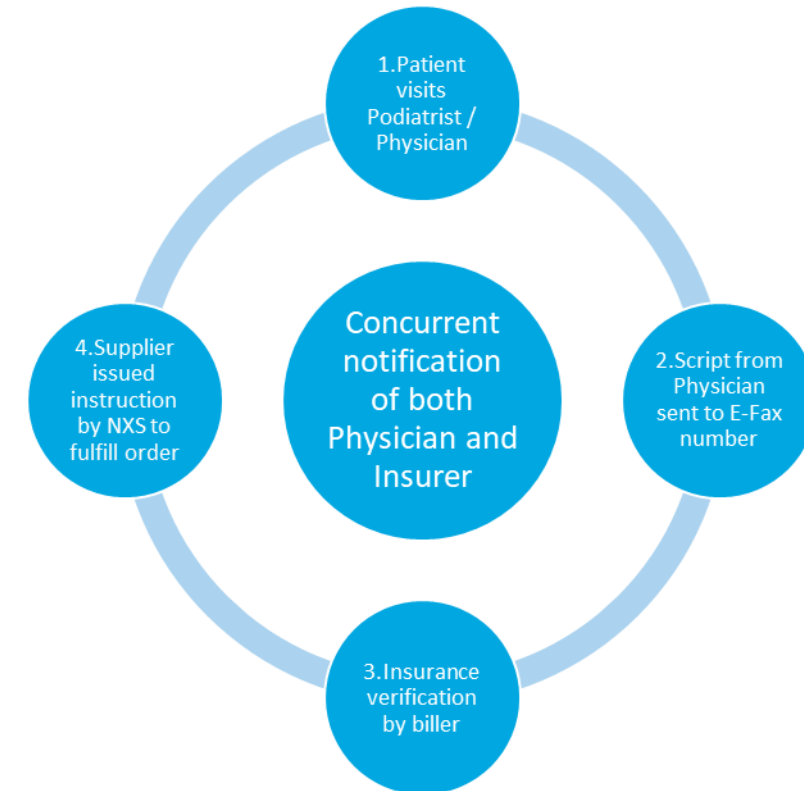 1.Patient
visits
Podiatrist /
Physician
2.Script from
Physician
sent to E-Fax
number
3.Insurance
verification
by biller
4.Supplier
issued
instruction
by NXS to
fulfill order
Concurrent
notification
of both
Physician and
Insurer